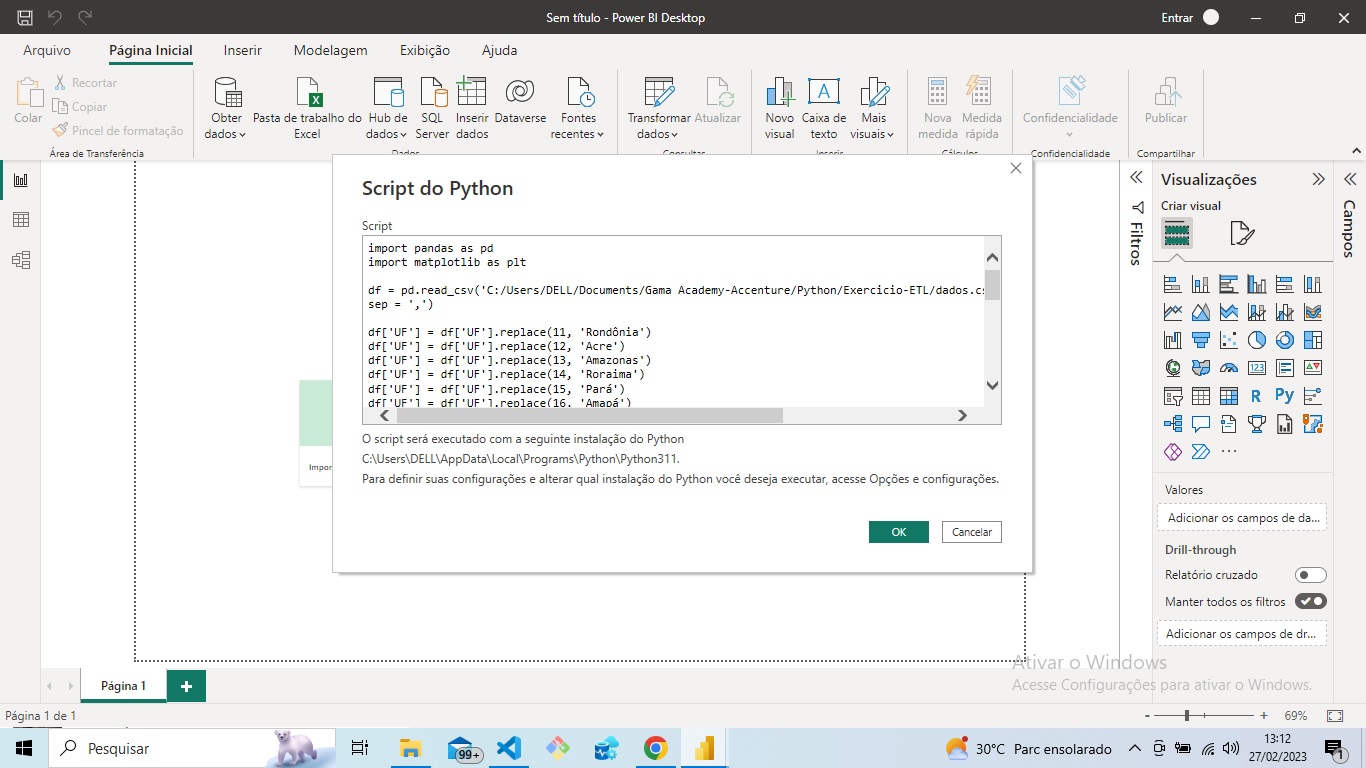 Sem título - Power BI Desktop
Entrar
Arquivo
Página Inicial
Inserir
Modelagem
Exibição
Ajuda
Colar
Recortar
Copiar
Pincel de formatação
Área de Transferência
Obter dados
Pasta de trabalho do Excel
Hub de dados
SQL Server
Inserir dados
Dataverse
Fontes recentes
Dados
Transformar dados
Atualizar
Consultas
Novo visual
Caixa de texto
Mais visuais
Inserir
Nova medida
Medida rápida
Cálculos
Confidencialidade
Confidencialidade
Publicar
Compartilhar
Script do Python
Script
import pandas as pd
import matplotlib as plt
df = pd.read_csv('C:/Users/DELL/Documents/Gama Academy-Accenture/Python/Exercicio-ETL/dados.cs
sep = ',')
df['UF'] = df['UF'].replace(11, 'Rondônia')
df['UF'] = df['UF'].replace(12, 'Acre')
df['UF'] = df['UF'].replace(13, 'Amazonas')
df['UF'] = df['UF'].replace(14, 'Roraima')
df['UF'] = df['UF'].replace(15, 'Pará')
df['UF'] = df['UF'].replace(16, 'Amapá')
O script será executado com a seguinte instalação do Python
C:\Users\DELL\AppData\Local\Programs\Python\Python311.
Para definir suas configurações e alterar qual instalação do Python você deseja executar, acesse Opções e configurações.
OK
Cancelar
Impor
Filtros
Visualizações
Criar visual
123
R
Py
Valores
Adicionar os campos de da...
Drill-through
Relatório cruzado
Manter todos os filtros
Adicionar os campos de dr...
Campos
Ativar o Windows
Acesse Configurações para ativar o Windows.
Página 1
Página 1 de 1
69%
Pesquisar
99+
30°C Parc ensolarado
13:12
27/02/2023
1